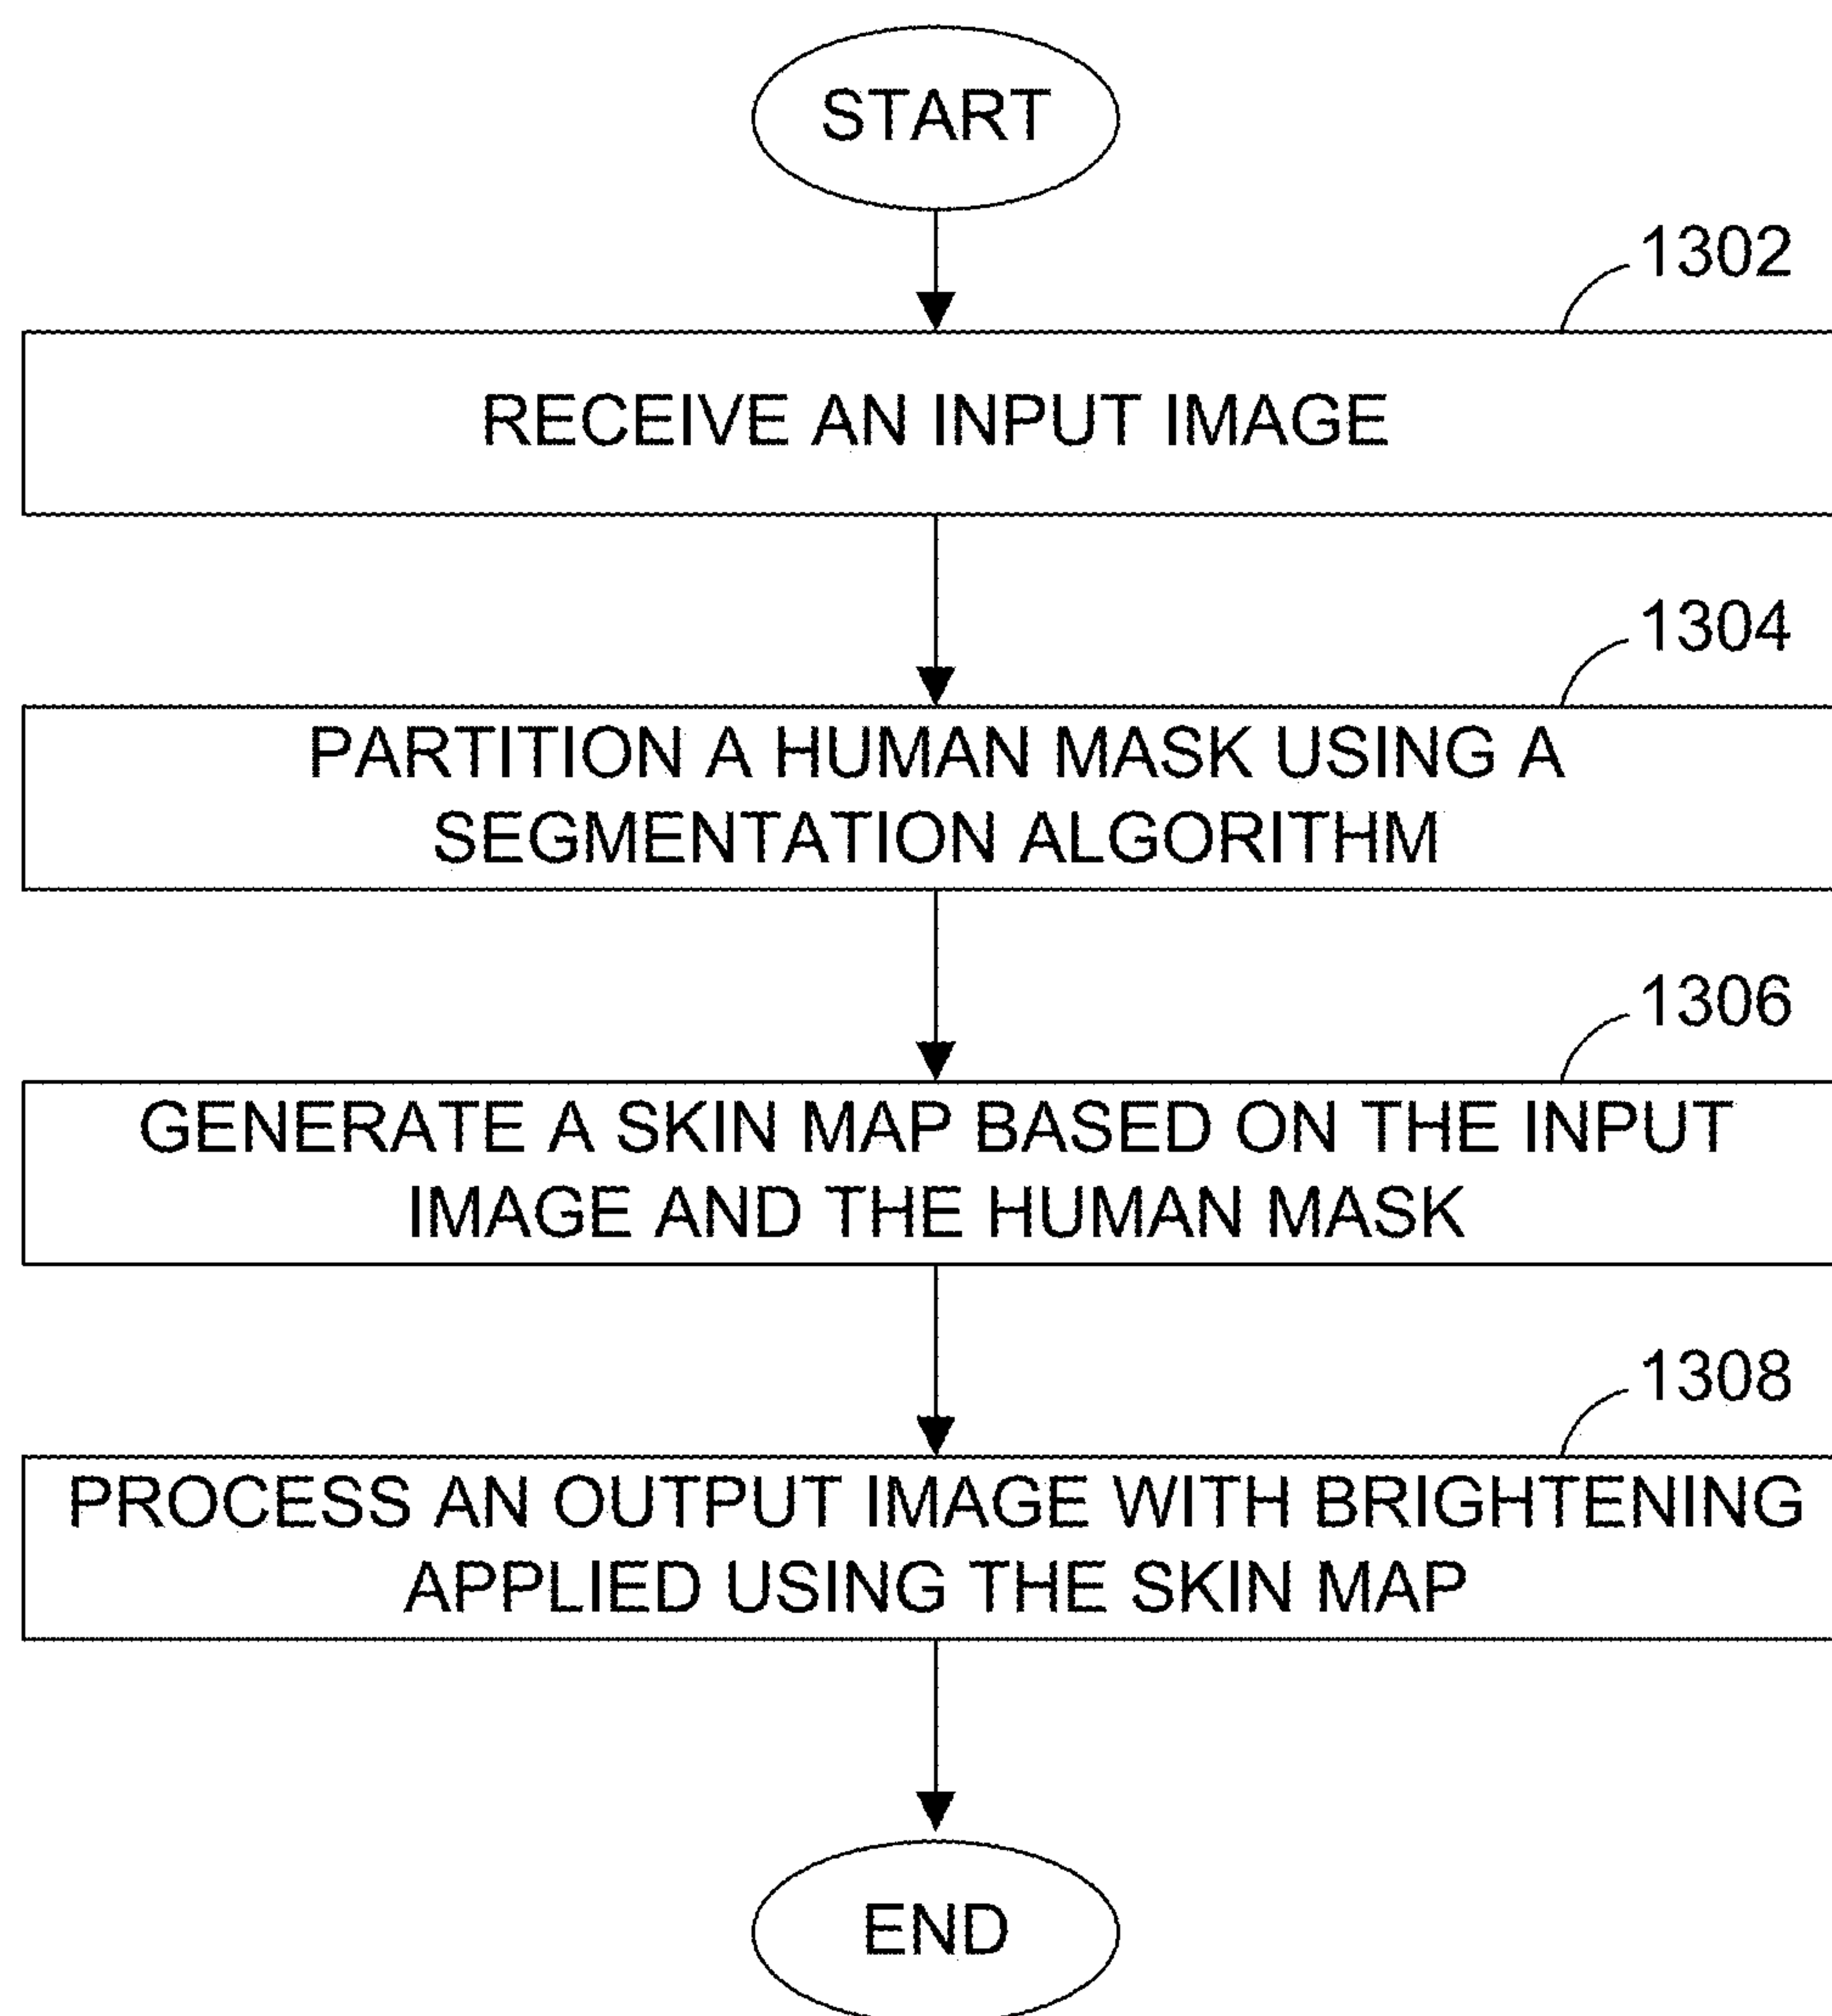 START
1302
RECEIVE AN INPUT IMAGE
1304
PARTITION A HUMAN MASK USING A
SEGMENTATION ALGORITHM
1306
GENERATE A SKIN MAP BASED ON THE INPUT
IMAGE AND THE HUMAN MASK
1308
PROCESS AN OUTPUT IMAGE WITH BRIGHTENING
APPLIED USING THE SKIN MAP
END